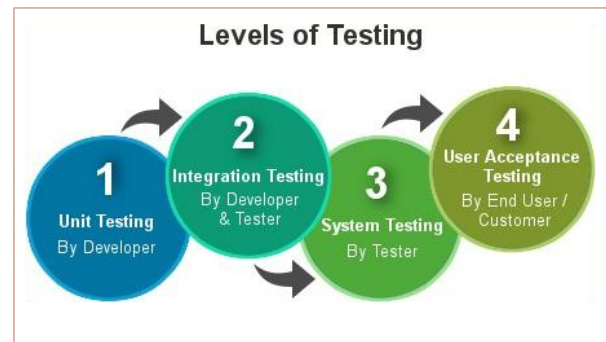 Levels of Testing
1
Unit Testing
By Developer
2
Integration Testing
By Developer
& Tester
3
System Testing
By Tester
4
User Acceptance
Testing
By End User /
Customer